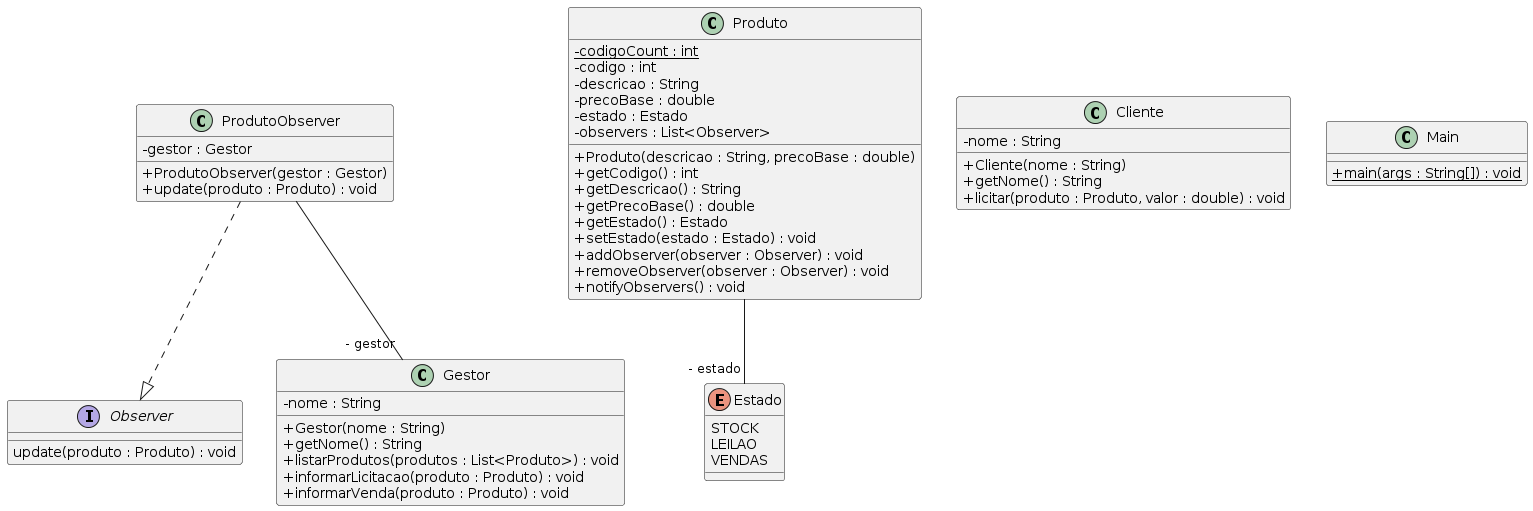 C Produto
-codigoCount : int
-codigo : int
-descricao : String
-precoBase : double
-estado : Estado
-observers : List<Observer>
+Produto(descricao : String, precoBase : double)
+getCodigo() : int
+getDescricao() : String
+getPrecoBase() : double
+getEstado() : Estado
+setEstado(estado : Estado) : void
+addObserver(observer : Observer) : void
+removeObserver(observer : Observer) : void
+notifyObservers() : void
C ProdutoObserver
-gestor : Gestor
+ProdutoObserver(gestor : Gestor)
+update(produto : Produto) : void
C Cliente
-nome : String
+Cliente(nome : String)
+getNome() : String
+licitar(produto : Produto, valor : double) : void
C Main
+main(args : String[]) : void
- gestor
- estado
I Observer
update(produto : Produto) : void
C Gestor
-nome : String
+Gestor(nome : String)
+getNome() : String
+listarProdutos(produtos : List<Produto>) : void
+informarLicitacao(produto : Produto) : void
+informarVenda(produto : Produto) : void
E Estado
STOCK
LEILAO
VENDAS